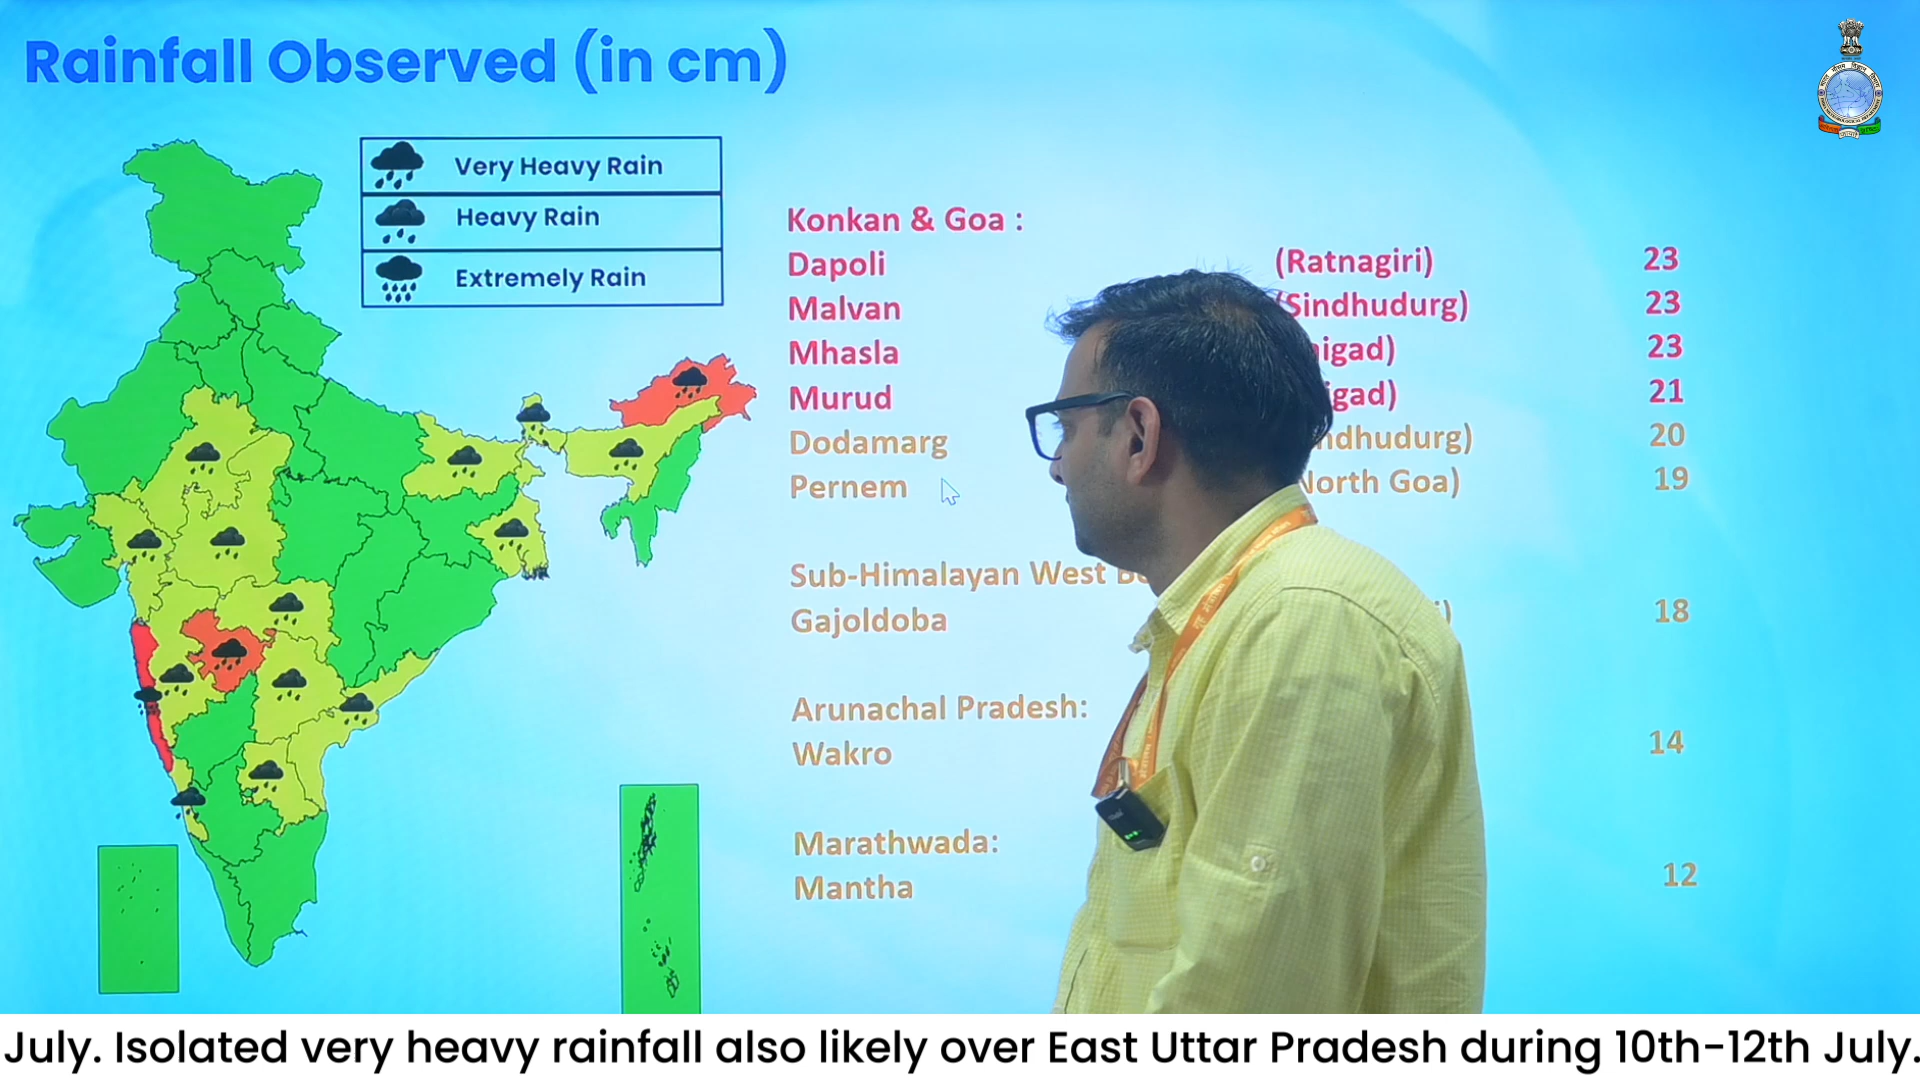 Rainfall Observed (in cm)
Very Heavy Rain
Heavy Rain
Extremely Rain
Konkan & Goa :
Dapoli (Ratnagiri) 23
Malvan (Sindhudurg) 23
Mhasla igad) 23
Murud gad) 21
Dodamarg ndhudurg) 20
Pernem North Goa) 19
Sub-Himalayan West
Gajoldoba 18
Arunachal Pradesh:
Wakro 14
Marathwada:
Mantha 12
July. Isolated very heavy rainfall also likely over East Uttar Pradesh during 10th-12th July.